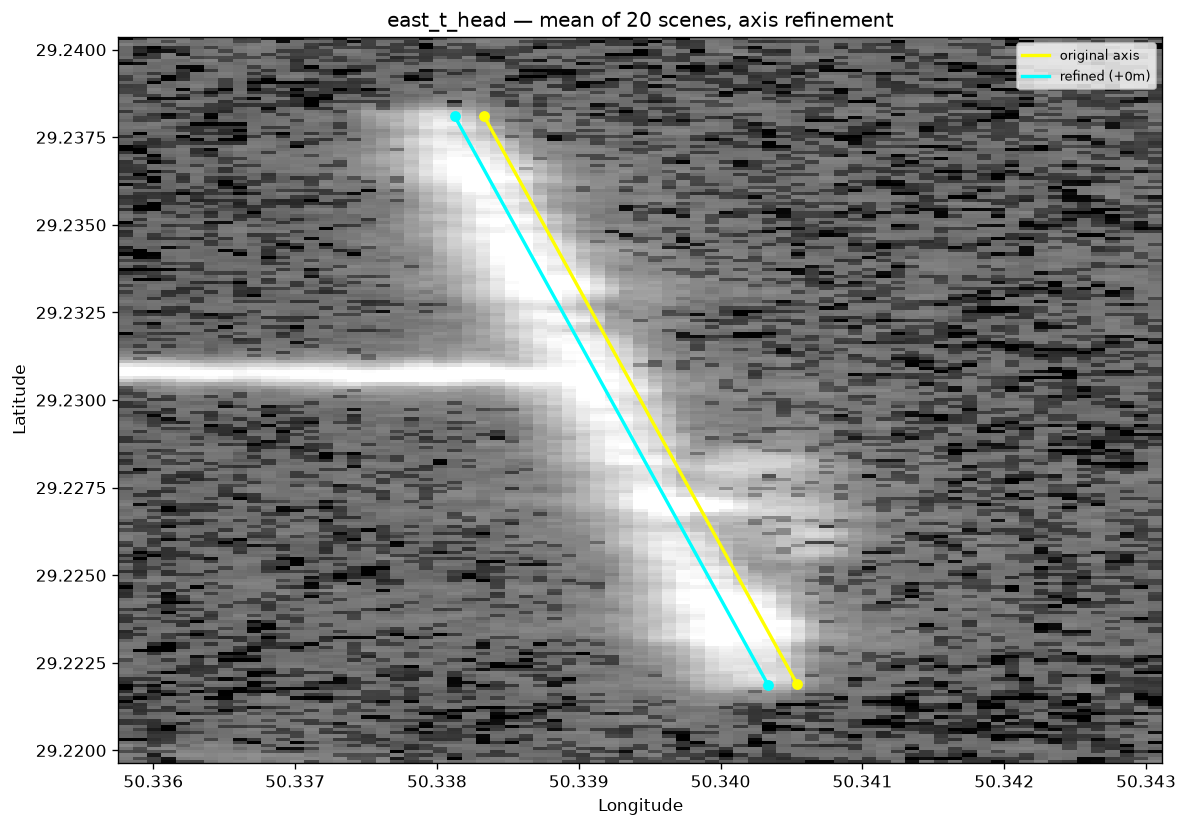 east_t_head — mean of 20 scenes, axis refinement
original axis
refined (+0m)
29.2400
29.2375
29.2350
29.2325
29.2300
29.2275
29.2250
29.2225
29.2200
Latitude
50.336 50.337 50.338 50.339 50.340 50.341 50.342 50.343
Longitude